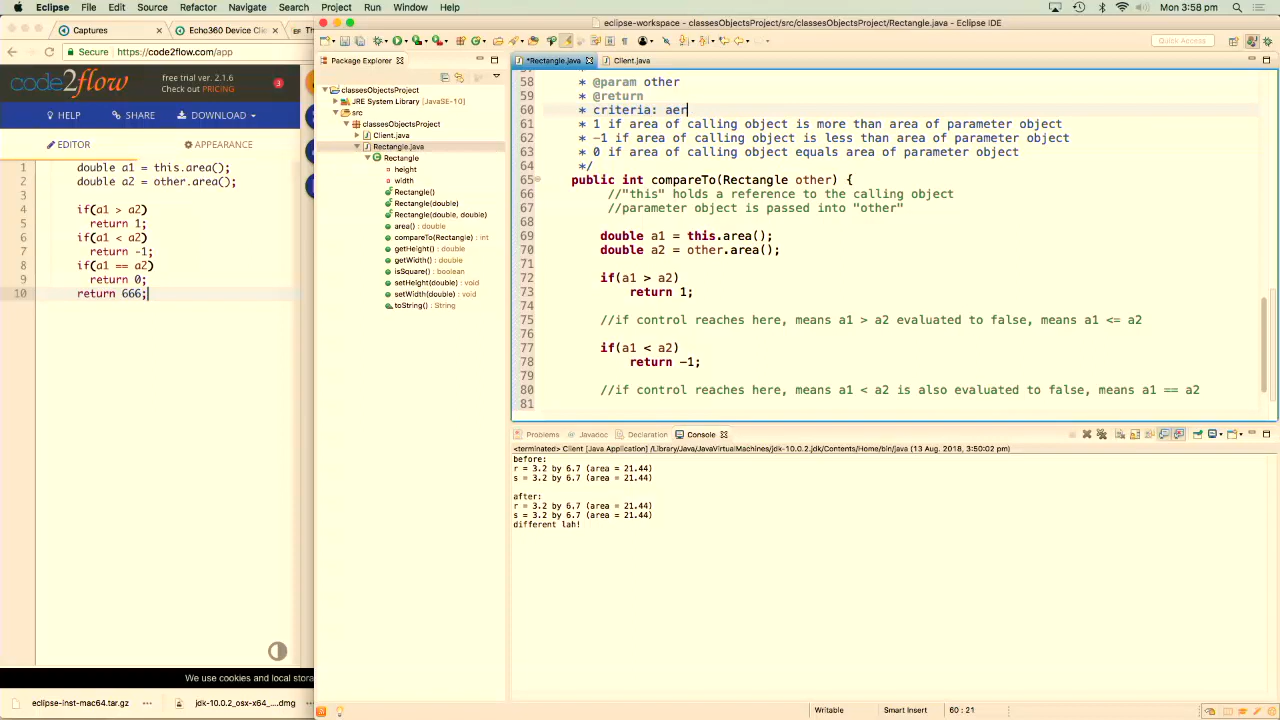 Eclipse File Edit Source Refactor Navigate Search Project Run Window Help Mon 3:58 pm
Captures Echo360 Device Cli Th
Secure https://code2flow.com/app
code2flow free trial ver. 2.1.6
Check out PRICING
3
HELP SHARE DOWNLOAD
EDITOR APPEARANCE
1 double a1 = this.area();
2 double a2 = other.area();
3
4 if(a1 > a2)
5 return 1;
6 if(a1 < a2)
7 return -1;
8 if(a1 == a2)
9 return 0;
10 return 666;
We use cookies and local stora
eclipse-inst-mac64.tar.gz jdk-10.0.2_osx-x64_....dmg
eclipse-workspace - classesObjectsProject/src/classesObjectsProject/Rectangle.java - Eclipse IDE
Quick Access
Package Explorer
classesObjectsProject
JRE System Library [JavaSE-10]
src
classesObjectsProject
Client.java
Rectangle.java
Rectangle
height
width
Rectangle()
Rectangle(double)
Rectangle(double, double)
area() : double
compareTo(Rectangle) : int
getHeight() : double
getWidth() : double
isSquare() : boolean
setHeight(double) : void
setWidth(double) : void
toString() : String
*Rectangle.java Client.java
58 * @param other
59 * @return
60 * criteria: aer
61 * 1 if area of calling object is more than area of parameter object
62 * -1 if area of calling object is less than area of parameter object
63 * 0 if area of calling object equals area of parameter object
64 */
65 public int compareTo(Rectangle other) {
66 //"this" holds a reference to the calling object
67 //parameter object is passed into "other"
68
69 double a1 = this.area();
70 double a2 = other.area();
71
72 if(a1 > a2)
73 return 1;
74
75 //if control reaches here, means a1 > a2 evaluated to false, means a1 <= a2
76
77 if(a1 < a2)
78 return -1;
79
80 //if control reaches here, means a1 < a2 is also evaluated to false, means a1 == a2
81
Problems Javadoc Declaration Console
<terminated> Client [Java Application] /Library/Java/JavaVirtualMachines/jdk-10.0.2.jdk/Contents/Home/bin/java (13 Aug. 2018, 3:50:02 pm)
before:
r = 3.2 by 6.7 (area = 21.44)
s = 3.2 by 6.7 (area = 21.44)
after:
r = 3.2 by 6.7 (area = 21.44)
s = 3.2 by 6.7 (area = 21.44)
different lah!
Writable Smart Insert 60 : 21